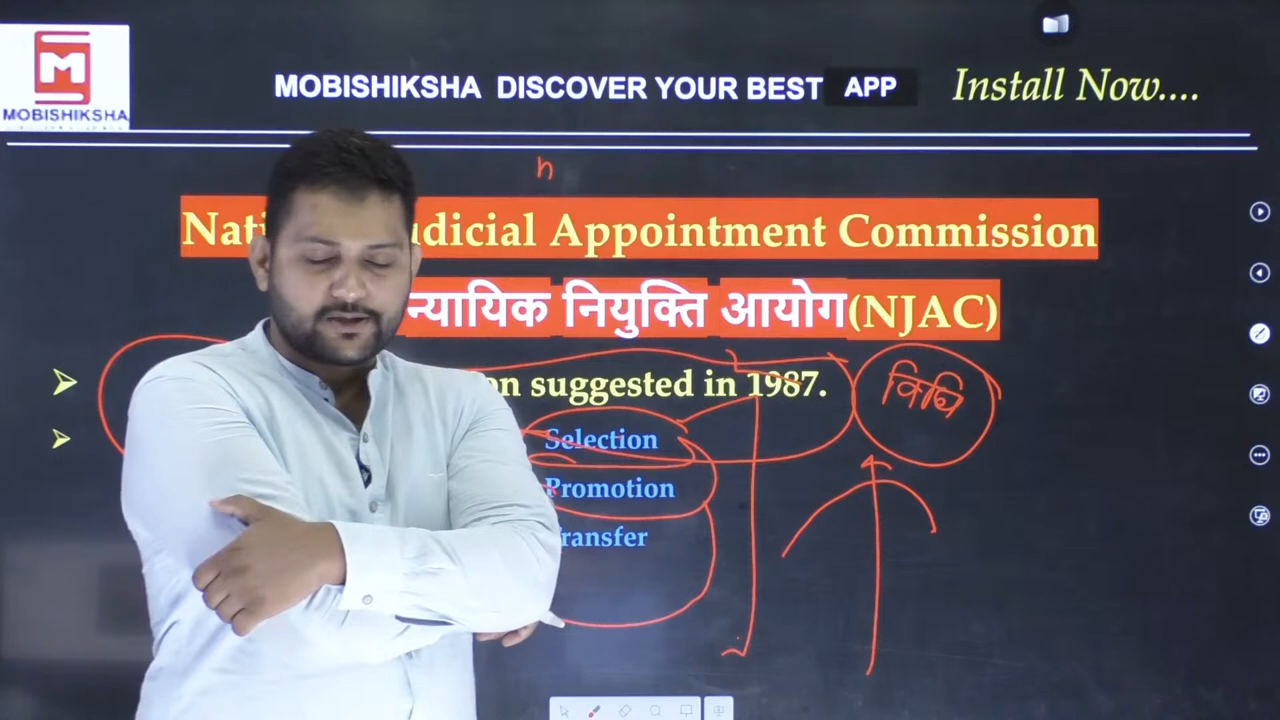 M
MOBISHIKSHA
MOBISHIKSHA DISCOVER YOUR BEST APP Install Now....
n
Nati udicial Appointment Commission
न्यायिक नियुक्ति आयोग(NJAC)
on suggested in 1987.
विधि
Selection
Promotion
ransfer